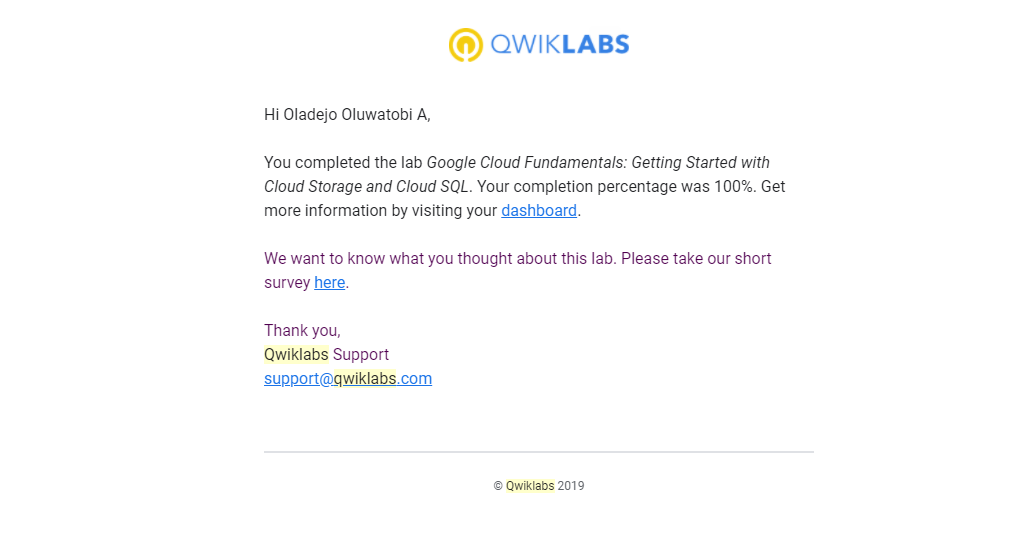 QWIKLABS
Hi Oladejo Oluwatobi A,
You completed the lab Google Cloud Fundamentals: Getting Started with
Cloud Storage and Cloud SQL. Your completion percentage was 100%. Get
more information by visiting your dashboard.
We want to know what you thought about this lab. Please take our short
survey here.
Thank you,
Qwiklabs Support
support@qwiklabs.com
© Qwiklabs 2019